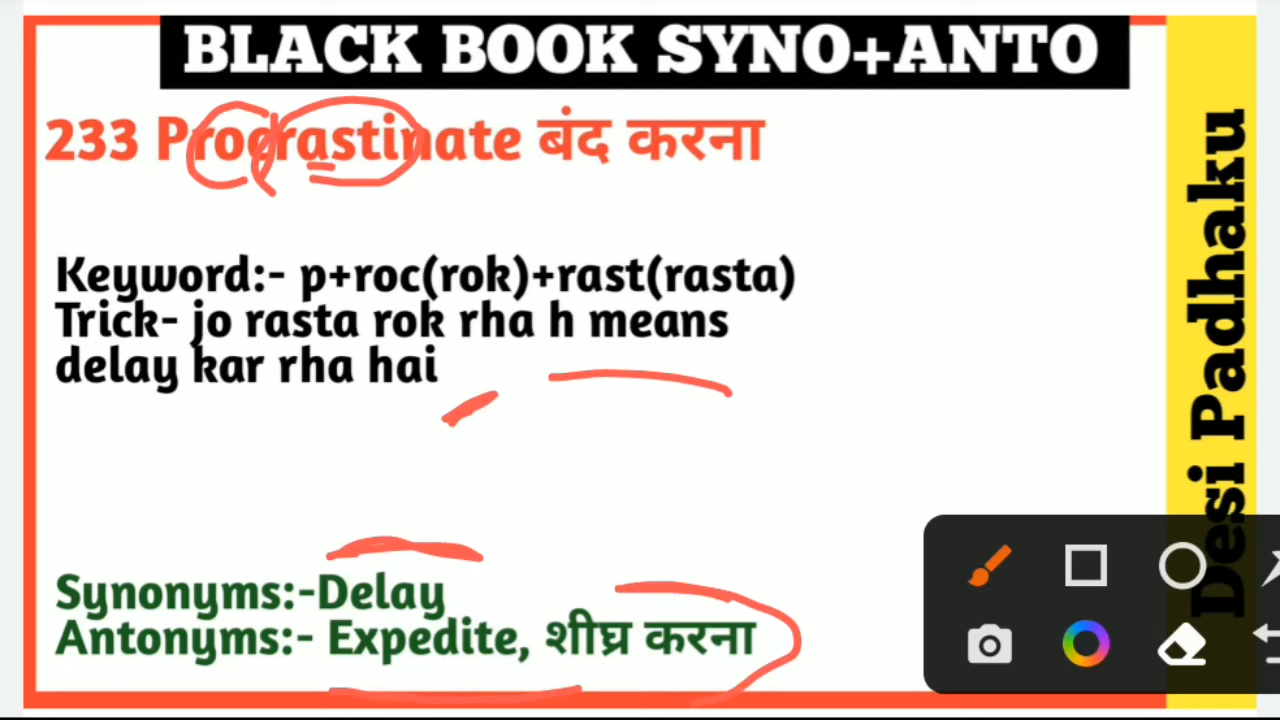 BLACK BOOK SYNO+ANTO
233 Procrastinate बंद करना
Keyword:- p+roc(rok)+rast(rasta)
Trick- jo rasta rok rha h means
delay kar rha hai
Synonyms:-Delay
Antonyms:- Expedite, शीघ्र करना
Desi Padhaku